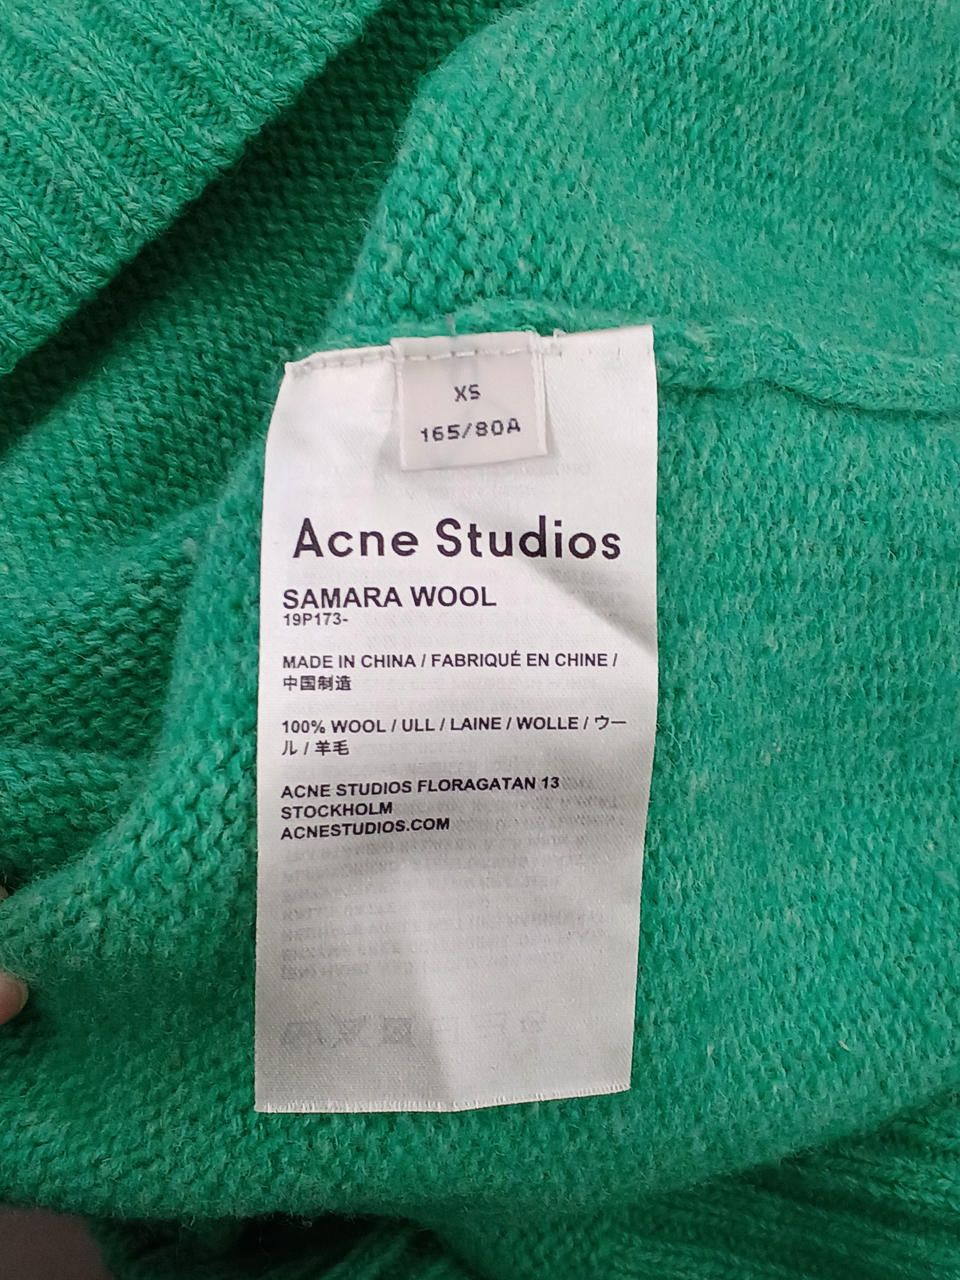 XS
165/80A
Acne Studios
SAMARA WOOL
19P173-
MADE IN CHINA / FABRIQUÉ EN CHINE /
中国制造
100% WOOL / ULL / LAINE / WOLLE / ウー
ル / 羊毛
ACNE STUDIOS FLORAGATAN 13
STOCKHOLM
ACNESTUDIOS.COM